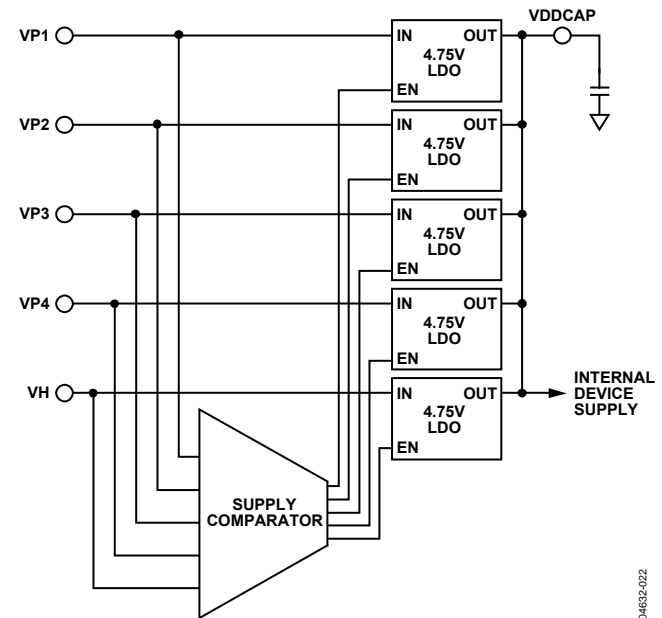 VDDCAP
VP1
IN OUT
4.75V
LDO
EN
VP2
IN OUT
4.75V
LDO
EN
VP3
IN OUT
4.75V
LDO
EN
VP4
IN OUT
4.75V
LDO
EN
VH
IN OUT
4.75V
LDO
EN
INTERNAL
DEVICE
SUPPLY
SUPPLY
COMPARATOR
04632-022